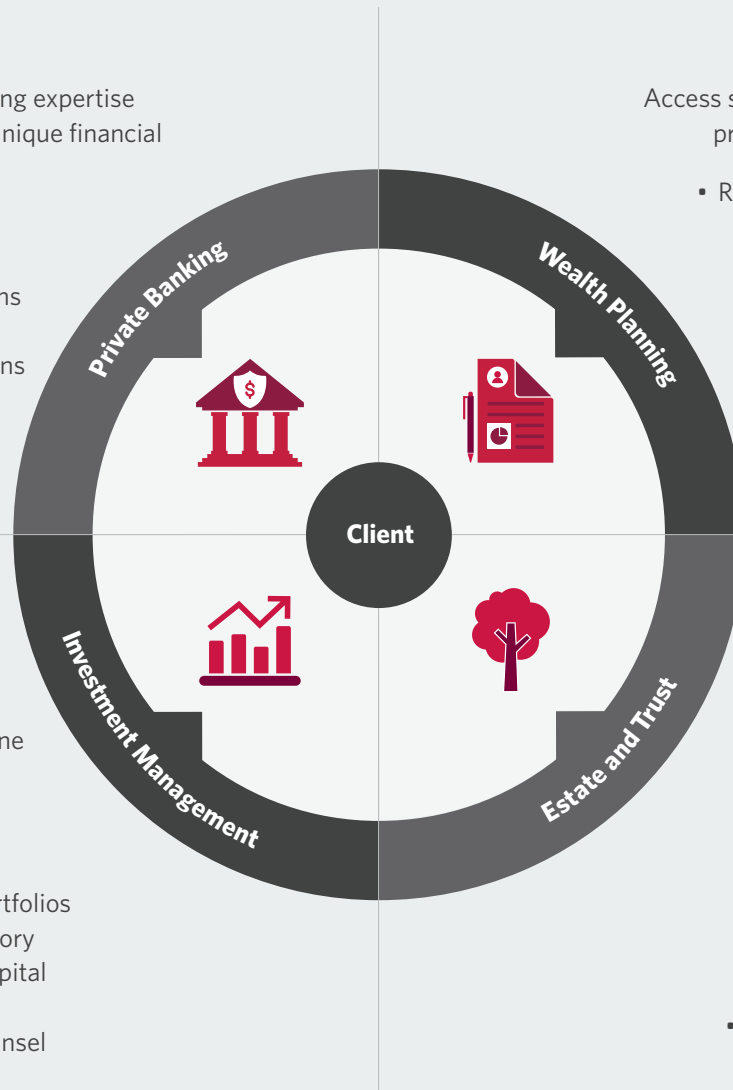 ng expertise
nique financial
Access s
pr
• R
ns
ns
Private Banking
Wealth Planning
$
Client
Investment Management
Estate and Trust
ne
rtfolios
ory
pital
nsel
•